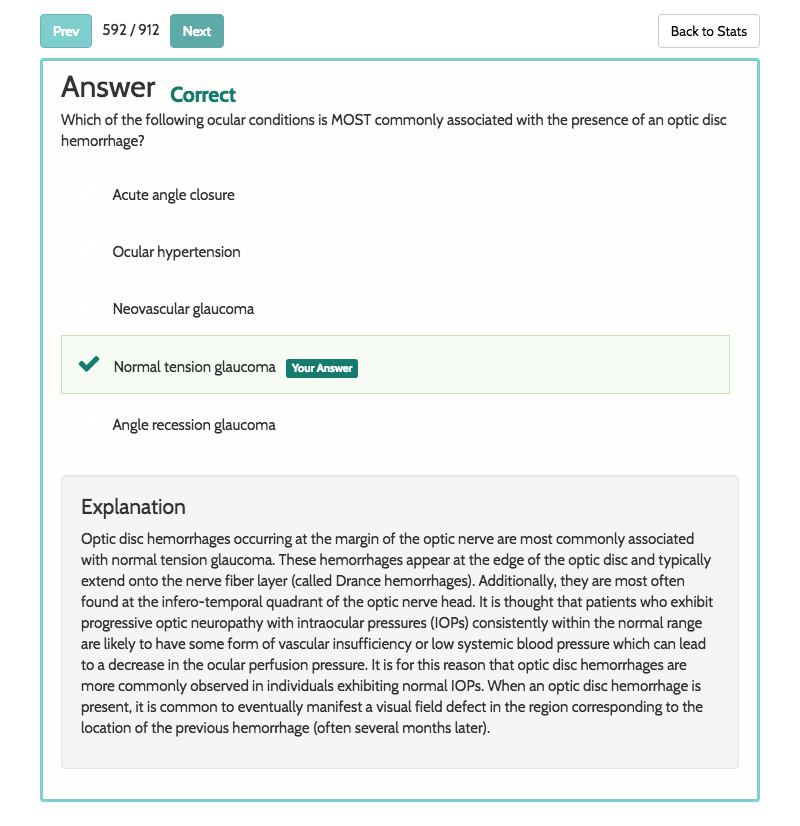 Prev 592 / 912 Next Back to Stats
Answer Correct
Which of the following ocular conditions is MOST commonly associated with the presence of an optic disc
hemorrhage?
Acute angle closure
Ocular hypertension
Neovascular glaucoma
Normal tension glaucoma Your Answer
Angle recession glaucoma
Explanation
Optic disc hemorrhages occurring at the margin of the optic nerve are most commonly associated
with normal tension glaucoma. These hemorrhages appear at the edge of the optic disc and typically
extend onto the nerve fiber layer (called Drance hemorrhages). Additionally, they are most often
found at the infero-temporal quadrant of the optic nerve head. It is thought that patients who exhibit
progressive optic neuropathy with intraocular pressures (IOPs) consistently within the normal range
are likely to have some form of vascular insufficiency or low systemic blood pressure which can lead
to a decrease in the ocular perfusion pressure. It is for this reason that optic disc hemorrhages are
more commonly observed in individuals exhibiting normal IOPs. When an optic disc hemorrhage is
present, it is common to eventually manifest a visual field defect in the region corresponding to the
location of the previous hemorrhage (often several months later).